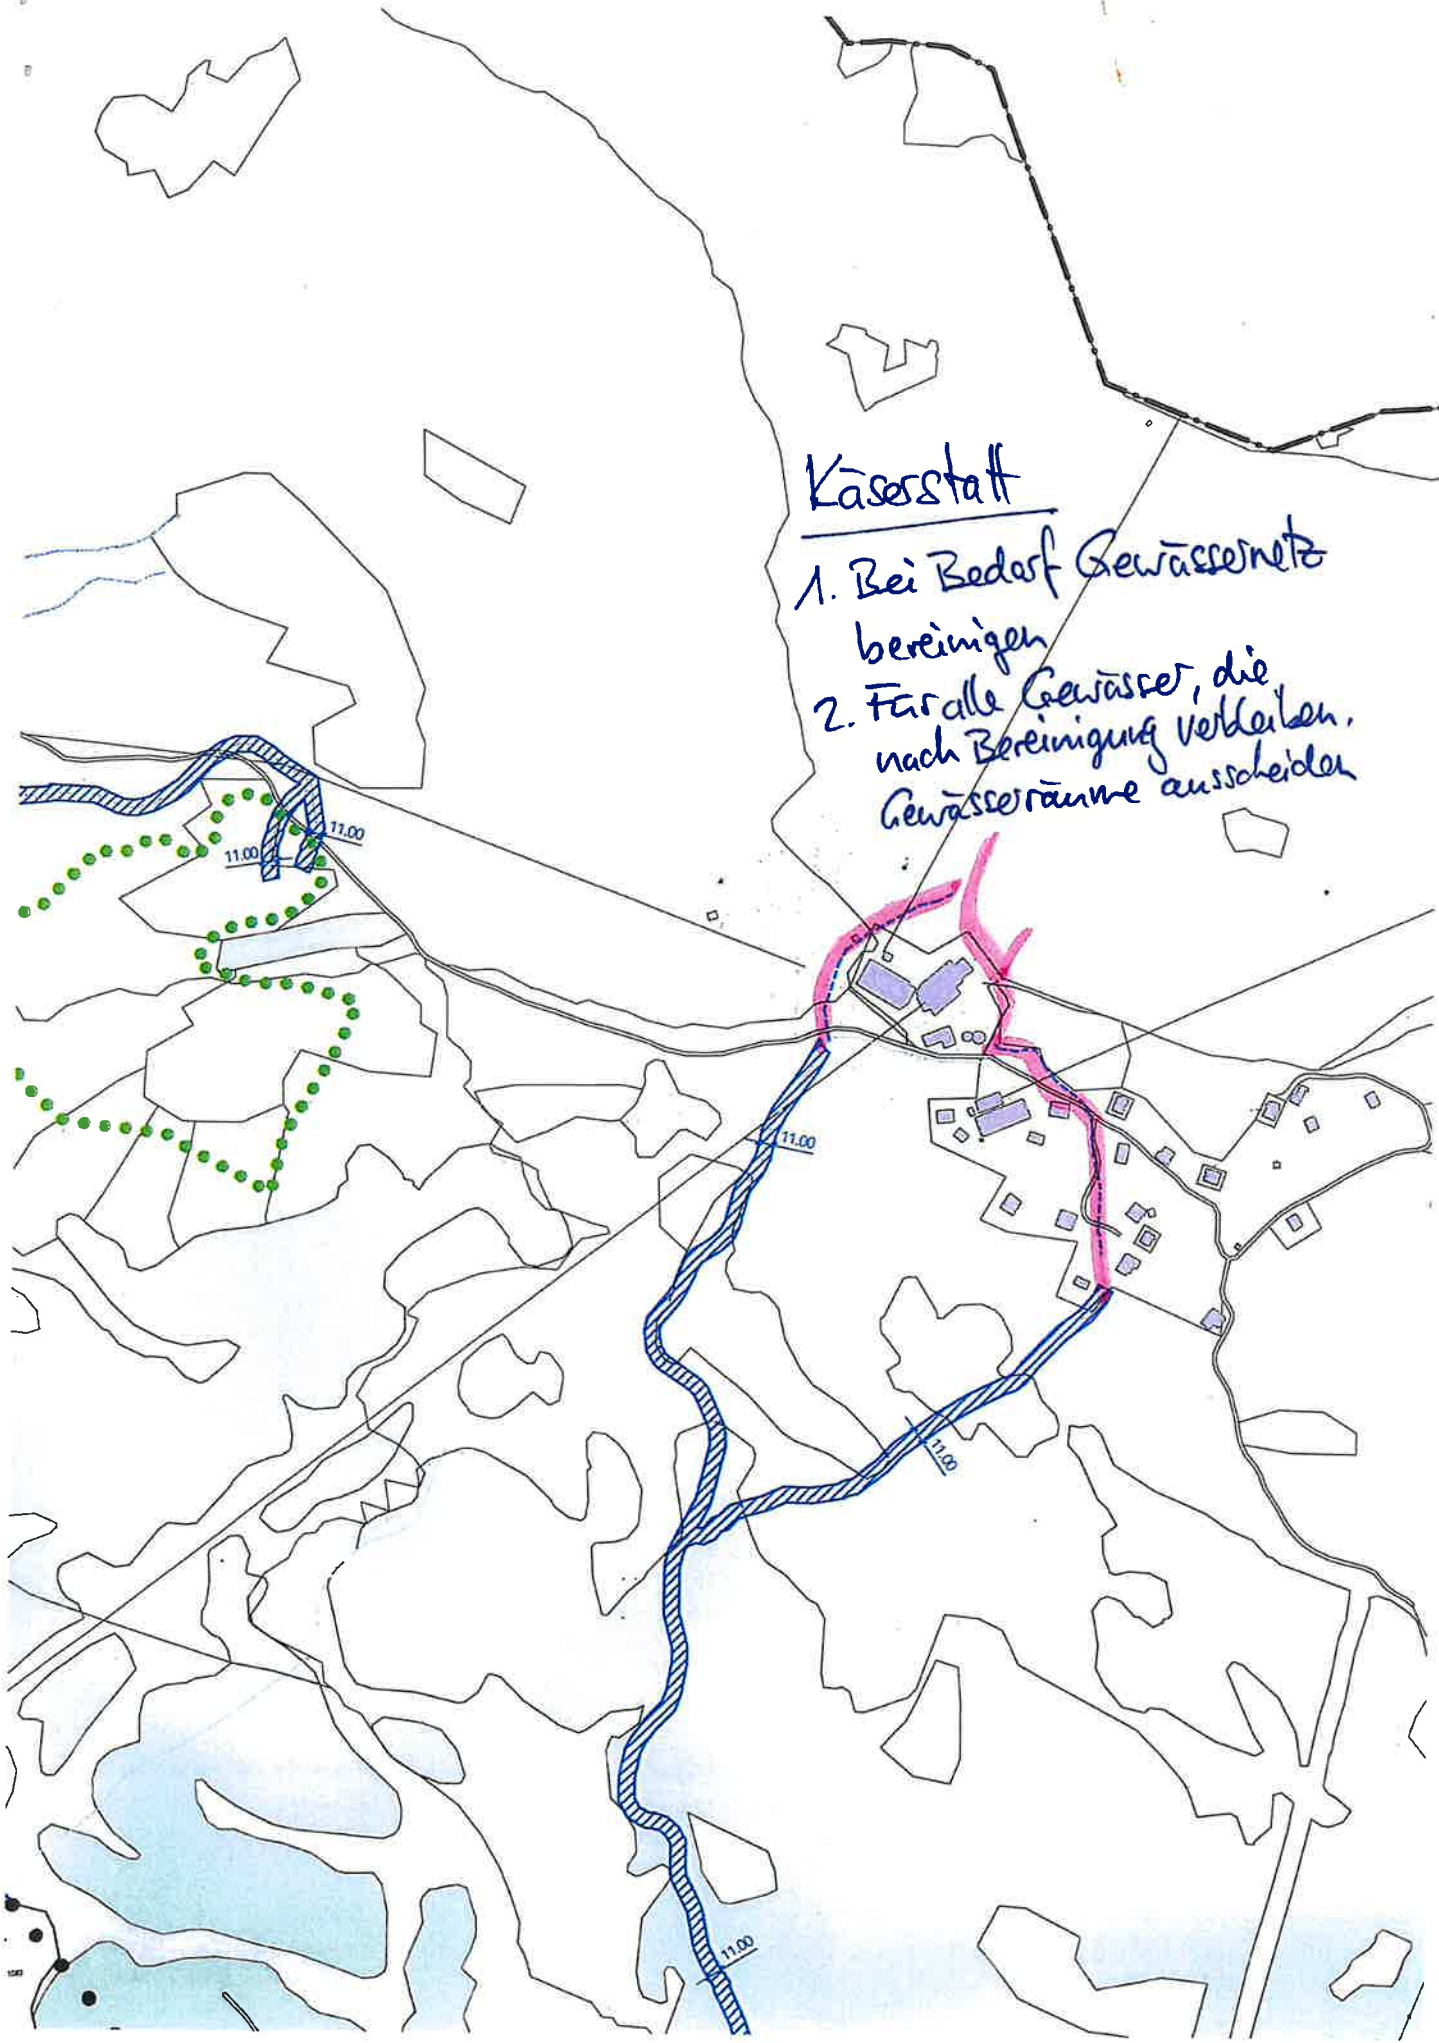 Käserstatt
1. Bei Bedarf Gewässernetz
bereinigen
2. Für alle Gewässer, die
nach Bereinigung verbleiben,
Gewässerräume ausscheiden
11.00
11.00
11.00
11.00
11.00